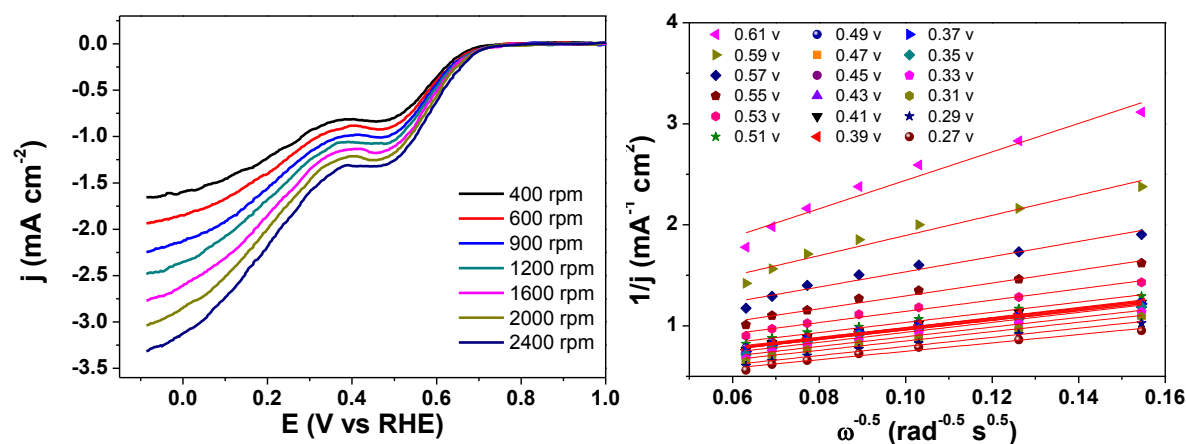 0.0
-0.5
-1.0
-1.5
-2.0
-2.5
-3.0
-3.5
j (mA cm⁻²)
400 rpm
600 rpm
900 rpm
1200 rpm
1600 rpm
2000 rpm
2400 rpm
0.0 0.2 0.4 0.6 0.8 1.0
E (V vs RHE)
4
3
2
1
1/j (mA⁻¹ cm²)
0.61 v 0.49 v 0.37 v
0.59 v 0.47 v 0.35 v
0.57 v 0.45 v 0.33 v
0.55 v 0.43 v 0.31 v
0.53 v 0.41 v 0.29 v
0.51 v 0.39 v 0.27 v
0.06 0.08 0.10 0.12 0.14 0.16
ω⁻⁰·⁵ (rad⁻⁰·⁵ s⁰·⁵)